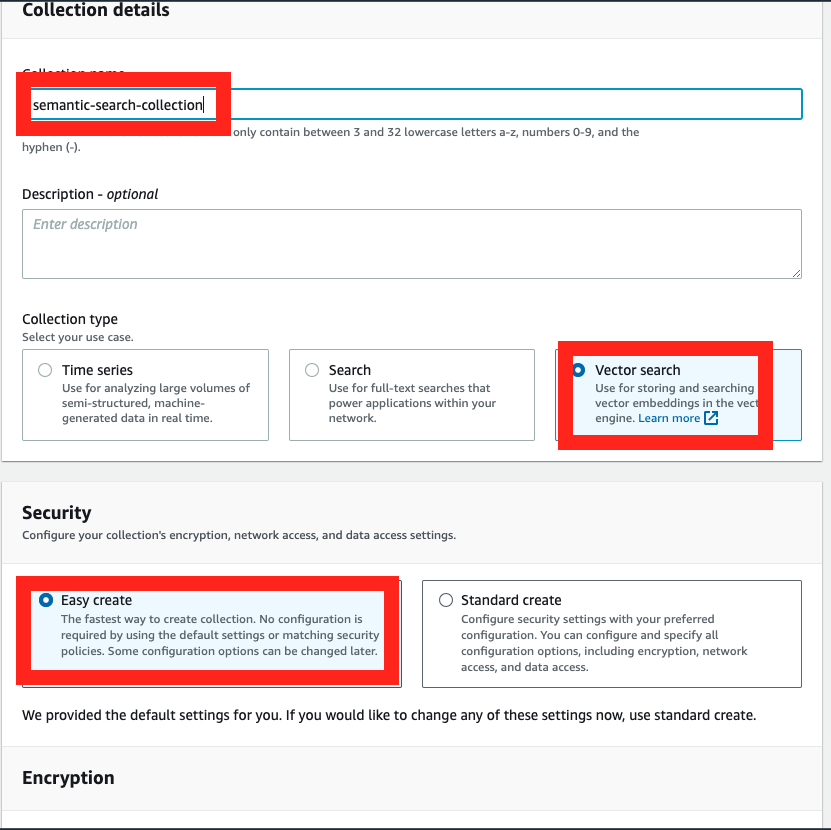 Collection details
Collection name
semantic-search-collection
only contain between 3 and 32 lowercase letters a-z, numbers 0-9, and the
hyphen (-).
Description - optional
Enter description
Collection type
Select your use case.
Time series
Use for analyzing large volumes of
semi-structured, machine-
generated data in real time.
Search
Use for full-text searches that
power applications within your
network.
Vector search
Use for storing and searching
vector embeddings in the
engine. Learn more
Security
Configure your collection's encryption, network access, and data access settings.
Easy create
The fastest way to create collection. No configuration is
required by using the default settings or matching security
policies. Some configuration options can be changed later.
Standard create
Configure security settings with your preferred
configuration. You can configure and specify all
configuration options, including encryption, network
access, and data access.
We provided the default settings for you. If you would like to change any of these settings now, use standard create.
Encryption